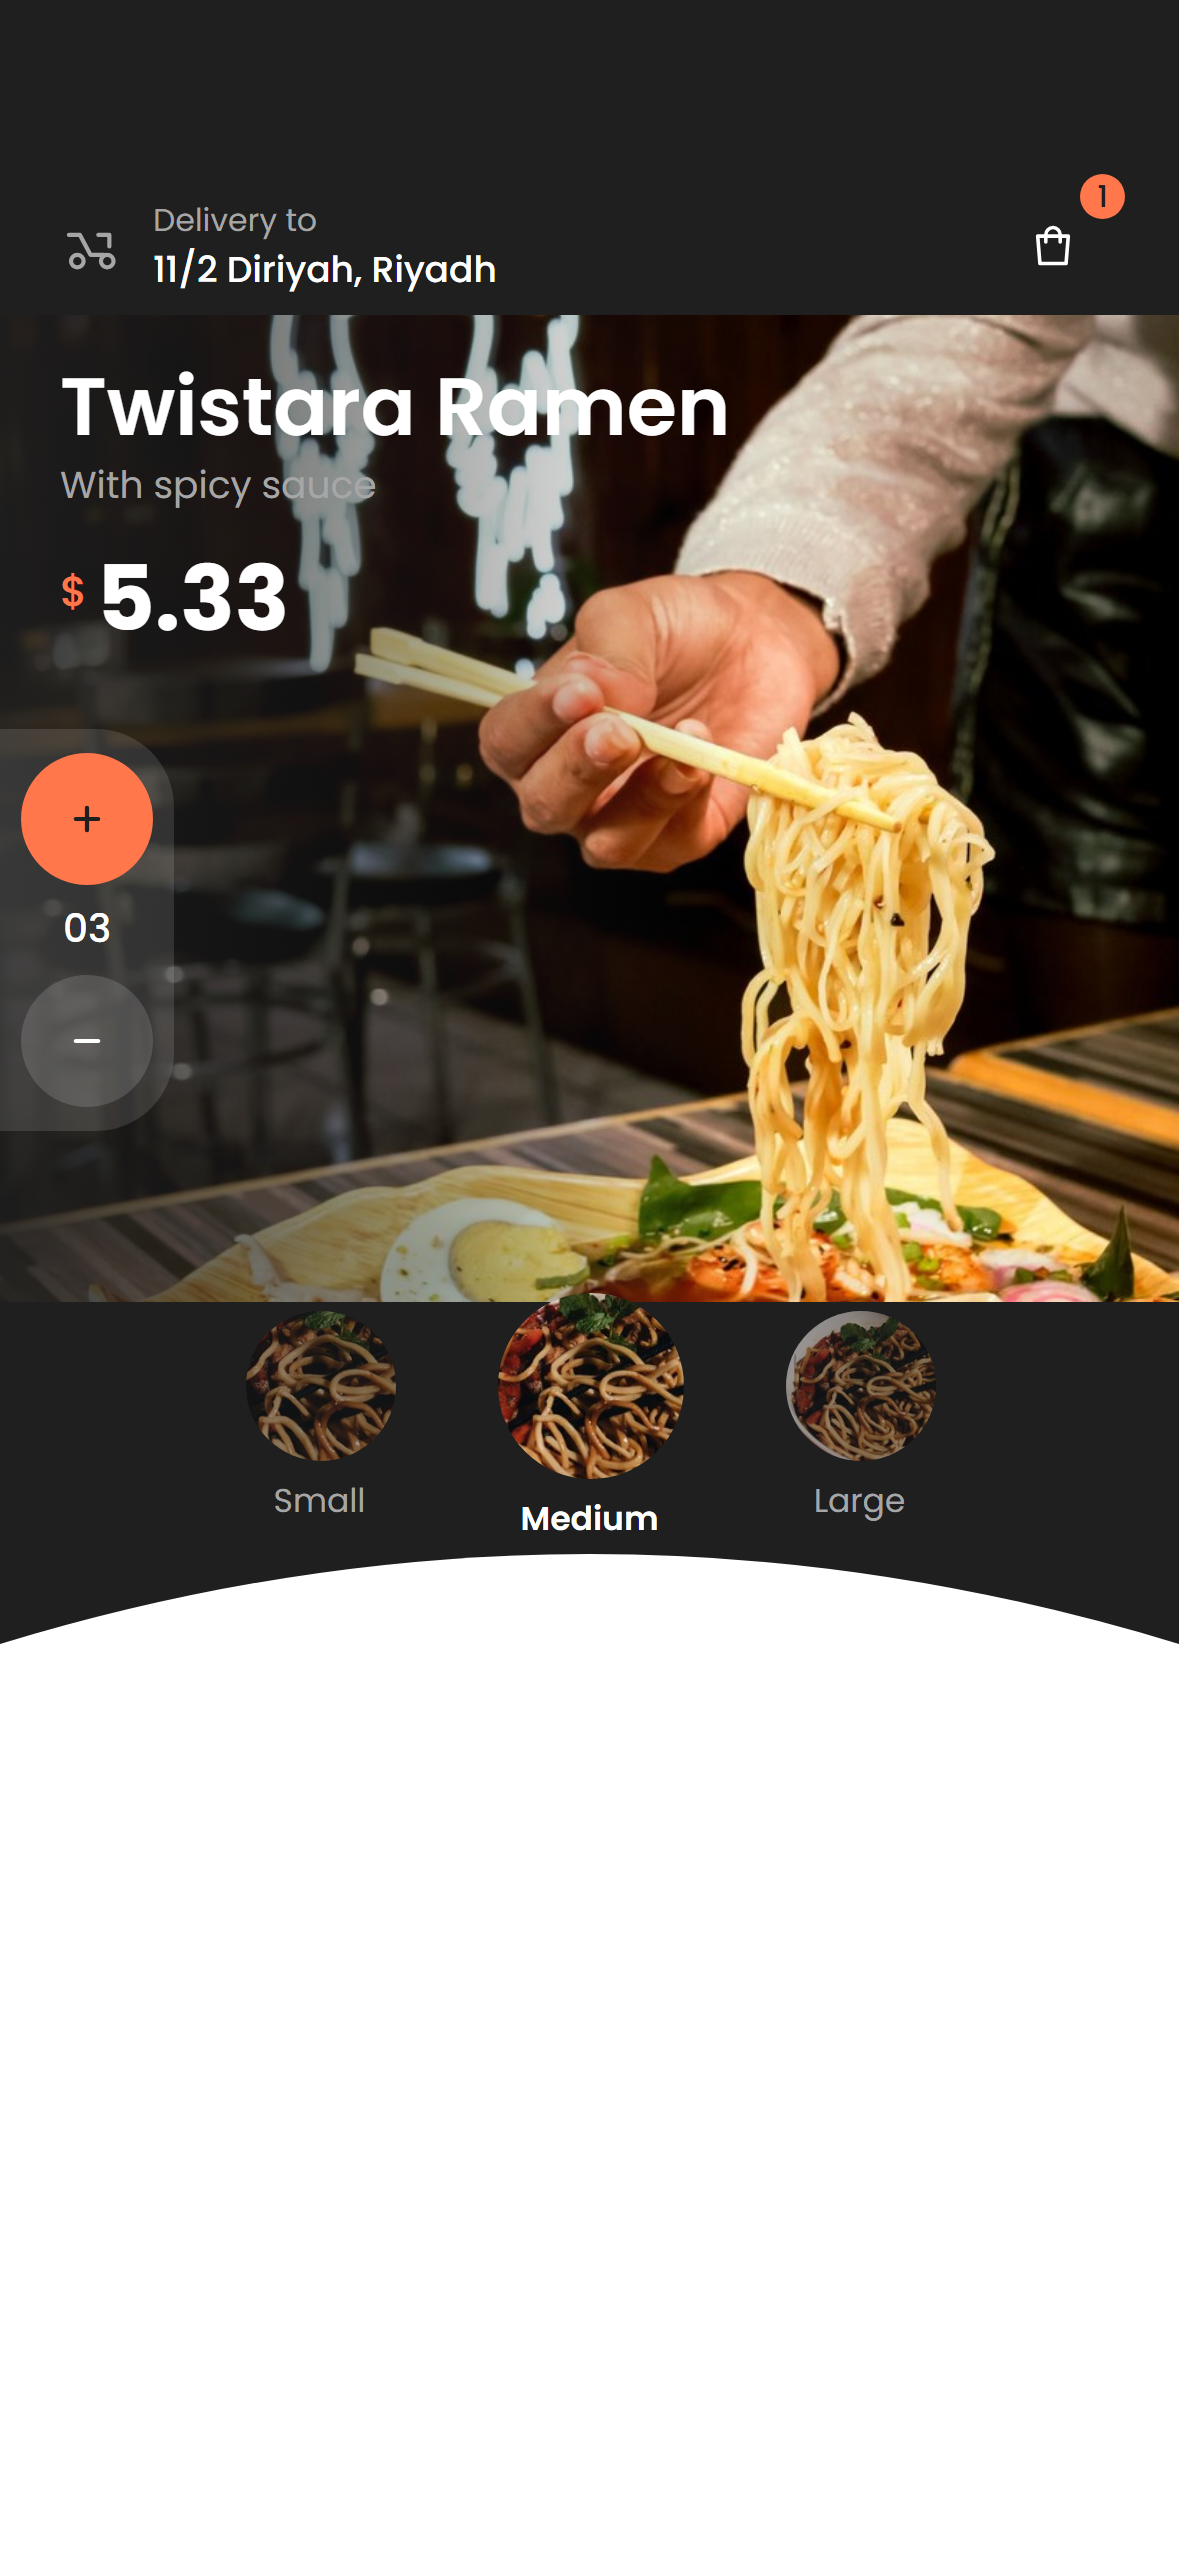 Delivery to
11/2 Diriyah, Riyadh
1
Twistara Ramen
With spicy sauce
$ 5.33
+
03
−
Small
Medium
Large